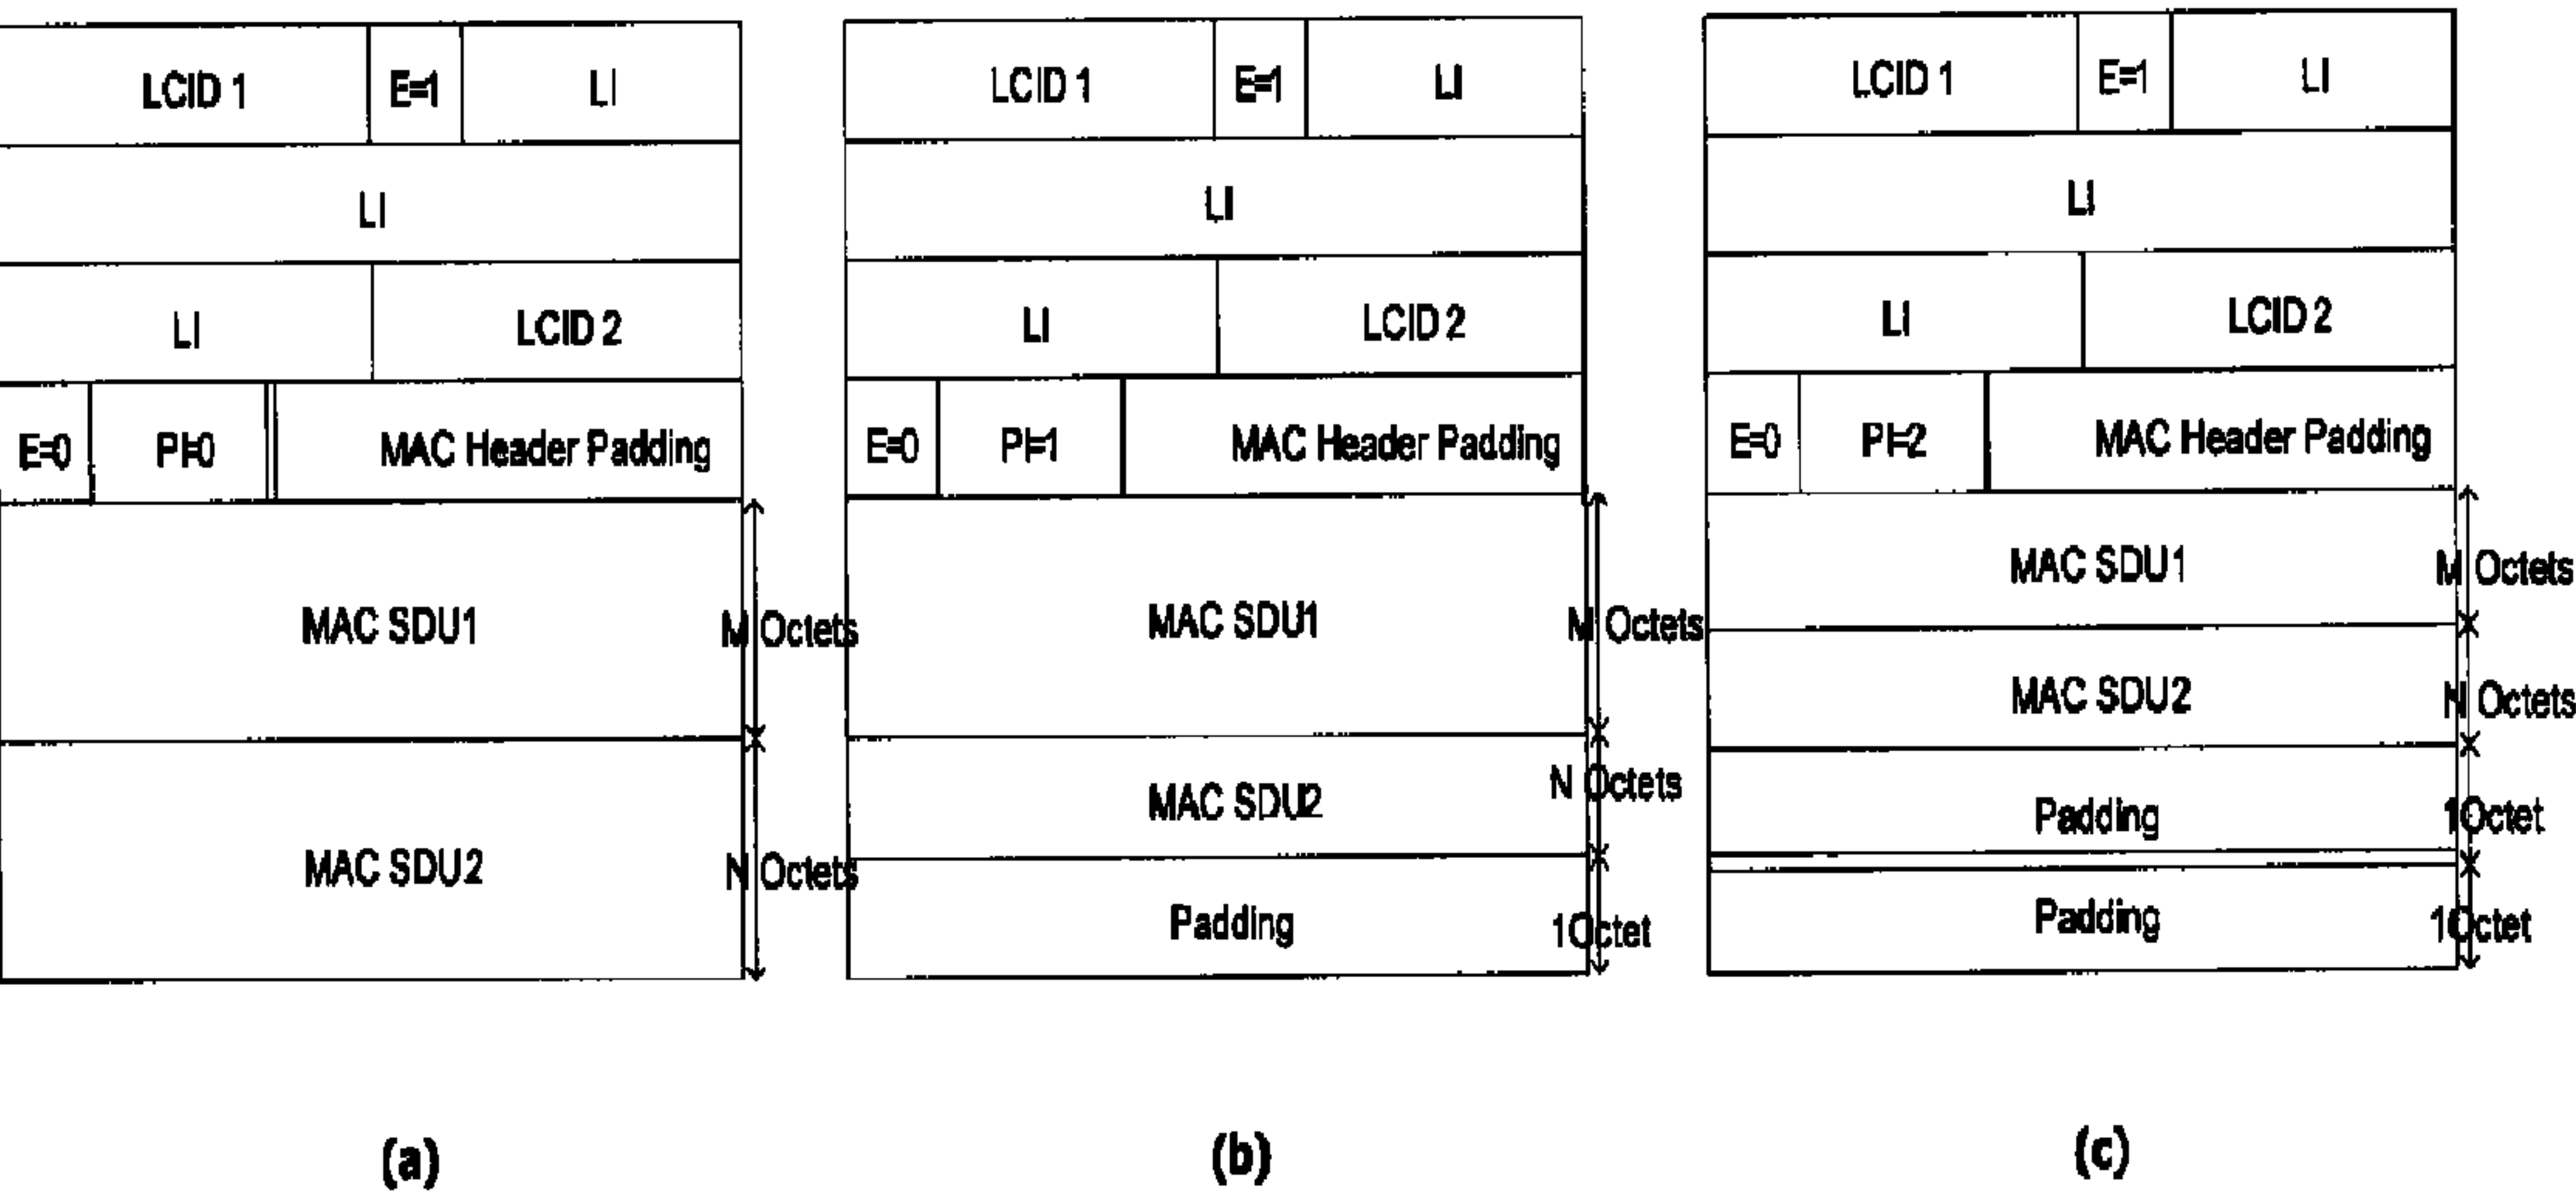 LCID 1 E=1 LI
LI
LI LCID 2
E=0 PI=0 MAC Header Padding
MAC SDU1 M Octets
MAC SDU2 N Octets
(a)
LCID 1 E=1 LI
LI
LI LCID 2
E=0 PI=1 MAC Header Padding
MAC SDU1 M Octets
MAC SDU2 N Octets
Padding 1Octet
(b)
LCID 1 E=1 LI
LI
LI LCID 2
E=0 PI=2 MAC Header Padding
MAC SDU1 M Octets
MAC SDU2 N Octets
Padding 1Octet
Padding 1Octet
(c)